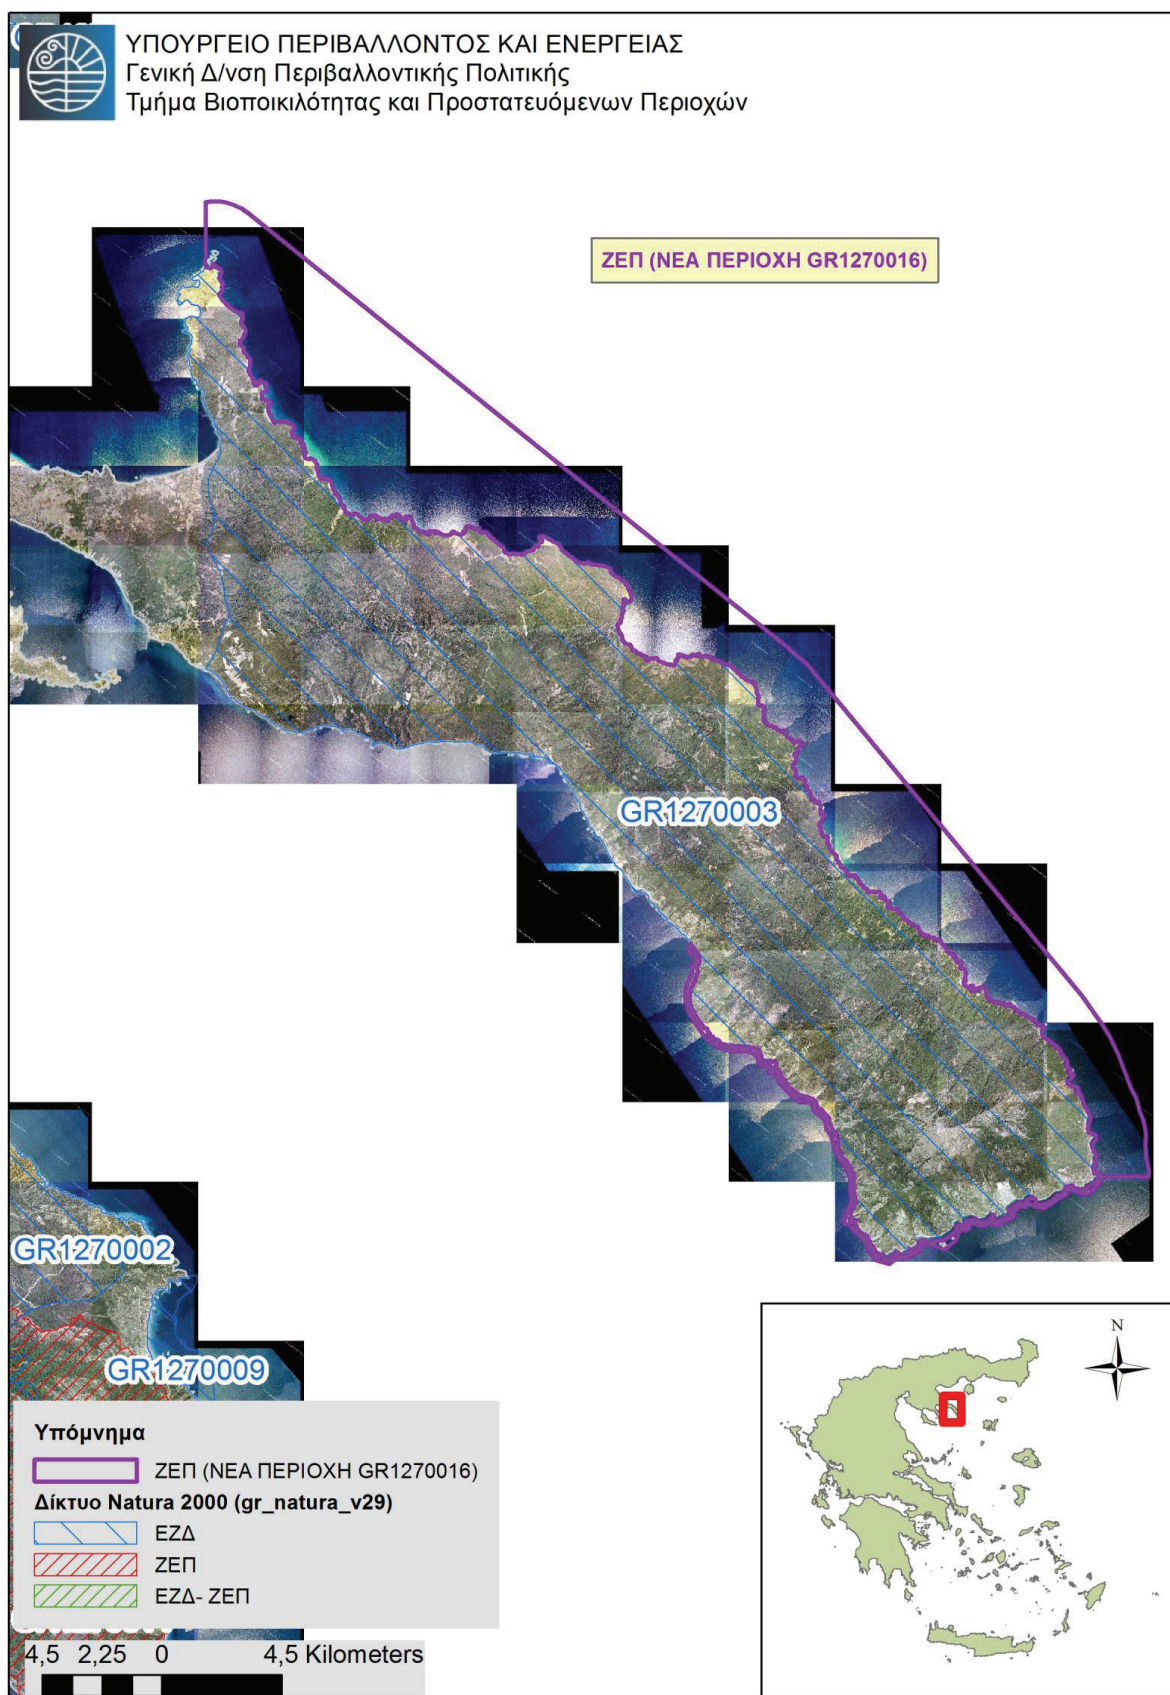 ΥΠΟΥΡΓΕΙΟ ΠΕΡΙΒΑΛΛΟΝΤΟΣ ΚΑΙ ΕΝΕΡΓΕΙΑΣ
Γενική Δ/νση Περιβαλλοντικής Πολιτικής
Τμήμα Βιοποικιλότητας και Προστατευόμενων Περιοχών
ΖΕΠ (ΝΕΑ ΠΕΡΙΟΧΗ GR1270016)
GR1270003
GR1270002
GR1270009
Υπόμνημα
ΖΕΠ (ΝΕΑ ΠΕΡΙΟΧΗ GR1270016)
Δίκτυο Natura 2000 (gr_natura_v29)
ΕΖΔ
ΖΕΠ
ΕΖΔ- ΖΕΠ
4,5 2,25 0 4,5 Kilometers
N